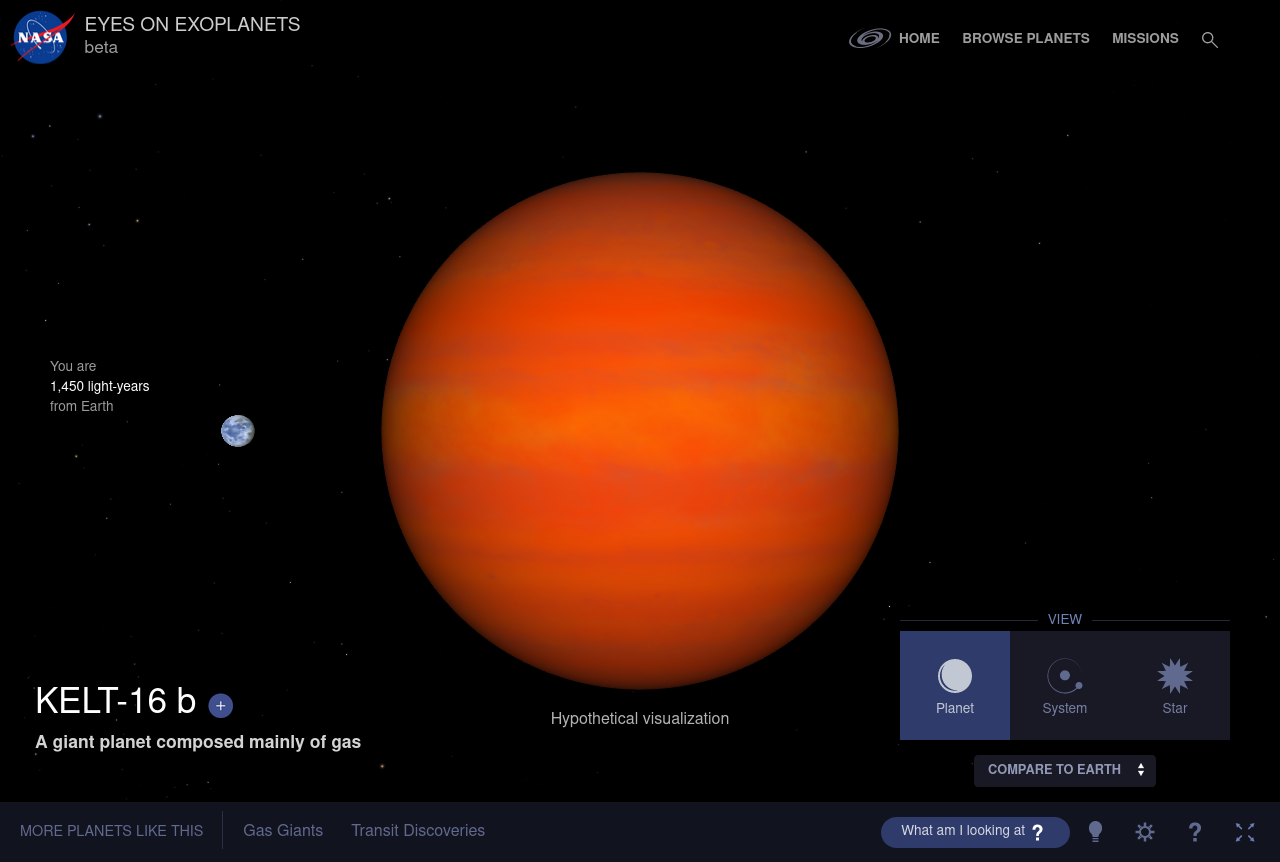 NASA
EYES ON EXOPLANETS
beta
HOME
BROWSE PLANETS
MISSIONS
You are
1,450 light-years
from Earth
KELT-16 b +
A giant planet composed mainly of gas
Hypothetical visualization
VIEW
Planet
System
Star
COMPARE TO EARTH
MORE PLANETS LIKE THIS
Gas Giants
Transit Discoveries
What am I looking at ?
?